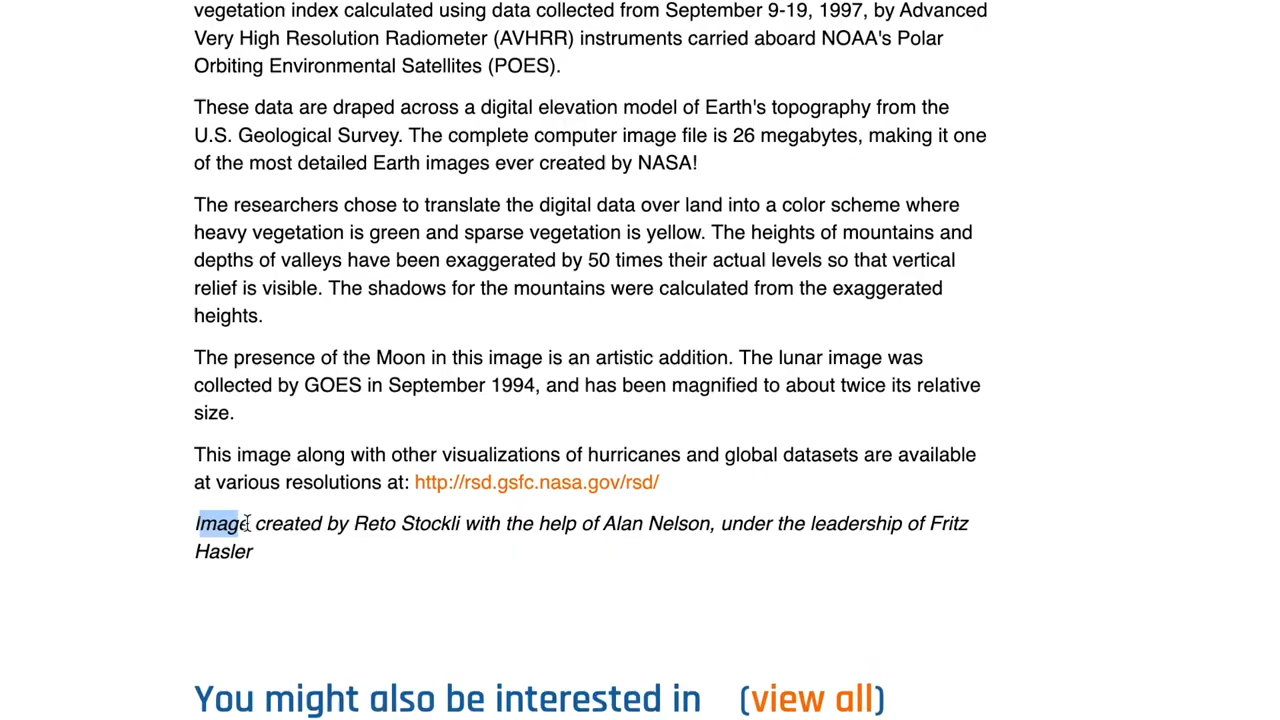 vegetation index calculated using data collected from September 9-19, 1997, by Advanced
Very High Resolution Radiometer (AVHRR) instruments carried aboard NOAA's Polar
Orbiting Environmental Satellites (POES).
These data are draped across a digital elevation model of Earth's topography from the
U.S. Geological Survey. The complete computer image file is 26 megabytes, making it one
of the most detailed Earth images ever created by NASA!
The researchers chose to translate the digital data over land into a color scheme where
heavy vegetation is green and sparse vegetation is yellow. The heights of mountains and
depths of valleys have been exaggerated by 50 times their actual levels so that vertical
relief is visible. The shadows for the mountains were calculated from the exaggerated
heights.
The presence of the Moon in this image is an artistic addition. The lunar image was
collected by GOES in September 1994, and has been magnified to about twice its relative
size.
This image along with other visualizations of hurricanes and global datasets are available
at various resolutions at: http://rsd.gsfc.nasa.gov/rsd/
Image created by Reto Stockli with the help of Alan Nelson, under the leadership of Fritz
Hasler
You might also be interested in (view all)